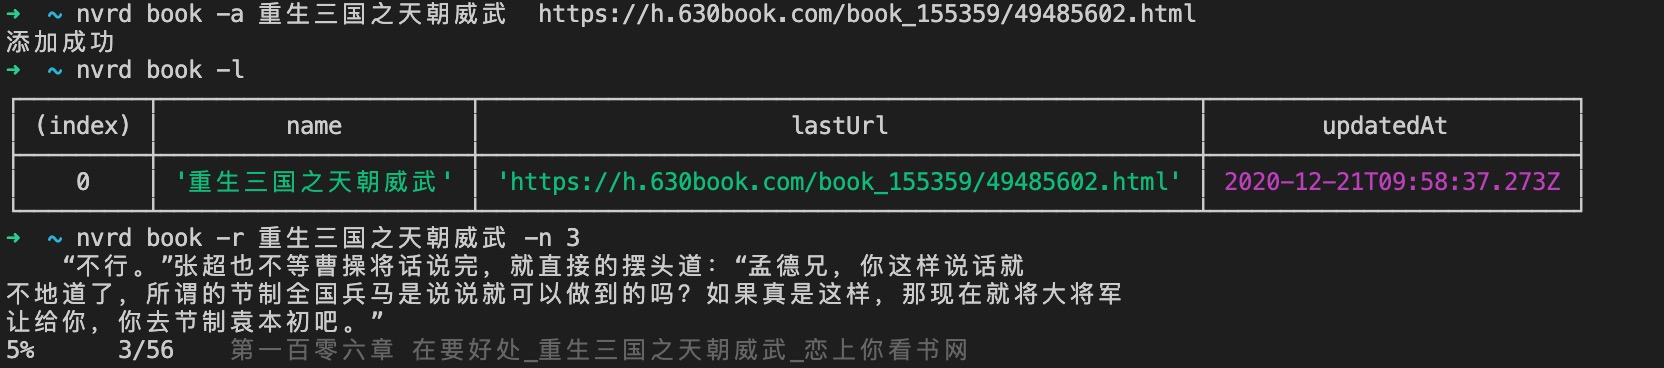 ➜ ~ nvrd book -a 重生三国之天朝威武 https://h.630book.com/book_155359/49485602.html
添加成功
➜ ~ nvrd book -l
(index) name lastUrl updatedAt
0 '重生三国之天朝威武' 'https://h.630book.com/book_155359/49485602.html' 2020-12-21T09:58:37.273Z
➜ ~ nvrd book -r 重生三国之天朝威武 -n 3
“不行。”张超也不等曹操将话说完，就直接的摆头道：“孟德兄，你这样说话就
不地道了，所谓的节制全国兵马是说说就可以做到的吗？如果真是这样，那现在就将大将军
让给你，你去节制袁本初吧。”
5% 3/56 第一百零六章 在要好处_重生三国之天朝威武_恋上你看书网